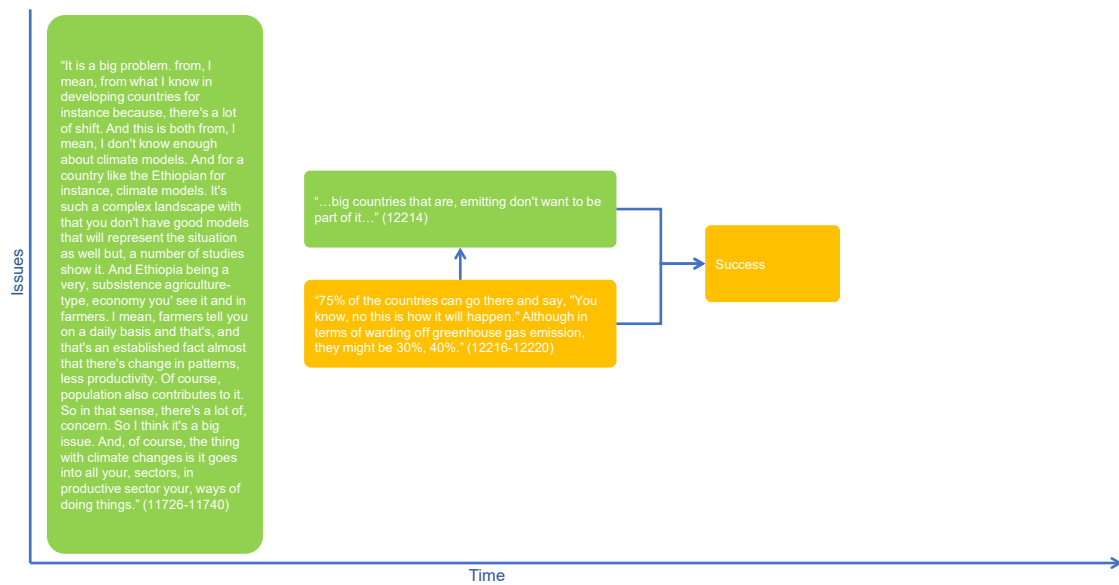 “It is a big problem. from, I
mean, from what I know in
developing countries for
instance because, there's a lot
of shift. And this is both from, I
mean, I don't know enough
about climate models. And for a
country like the Ethiopian for
instance, climate models. It's
such a complex landscape with
that you don't have good models
that will represent the situation
as well but, a number of studies
show it. And Ethiopia being a
very, subsistence agriculture-
type, economy you' see it and in
farmers. I mean, farmers tell you
on a daily basis and that's, and
that's an established fact almost
that there's change in patterns,
less productivity. Of course,
population also contributes to it.
So in that sense, there's a lot of,
concern. So I think it's a big
issue. And, of course, the thing
with climate changes is it goes
into all your, sectors, in
productive sector your, ways of
doing things.” (11726-11740)
“…big countries that are, emitting don't want to be
part of it…” (12214)
“75% of the countries can go there and say, "You
know, no this is how it will happen." Although in
terms of warding off greenhouse gas emission,
they might be 30%, 40%.” (12216-12220)
Success
Issues
Time